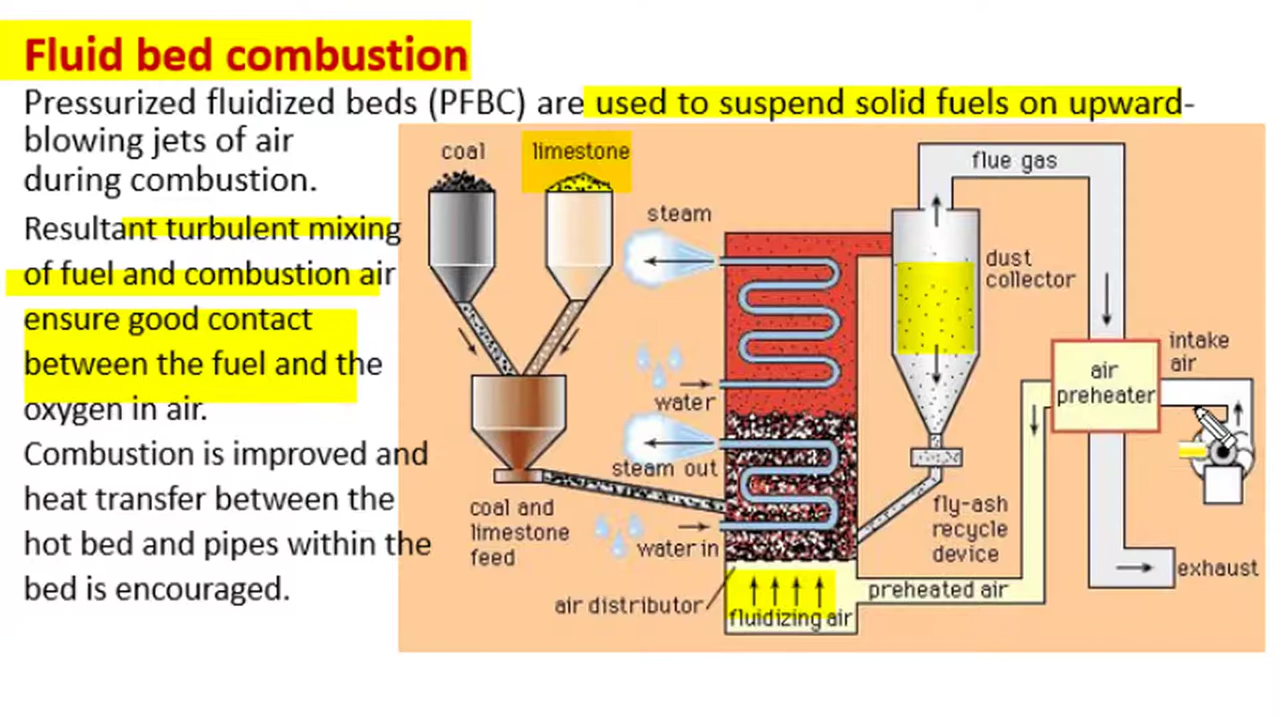 Fluid bed combustion
Pressurized fluidized beds (PFBC) are used to suspend solid fuels on upward-
blowing jets of air
during combustion.
Resultant turbulent mixing
of fuel and combustion air
ensure good contact
between the fuel and the
oxygen in air.
Combustion is improved and
heat transfer between the
hot bed and pipes within the
bed is encouraged.
coal
limestone
steam
water
steam out
water in
coal and
limestone
feed
air distributor
fluidizing air
flue gas
dust
collector
fly-ash
recycle
device
preheated air
air
preheater
intake
air
exhaust